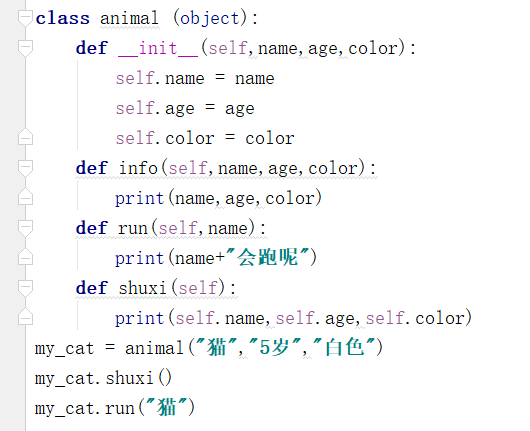 class animal (object):
    def __init__(self,name,age,color):
        self.name = name
        self.age = age
        self.color = color
    def info(self,name,age,color):
        print(name,age,color)
    def run(self,name):
        print(name+"会跑呢")
    def shuxi(self):
        print(self.name,self.age,self.color)
my_cat = animal("猫","5岁","白色")
my_cat.shuxi()
my_cat.run("猫")